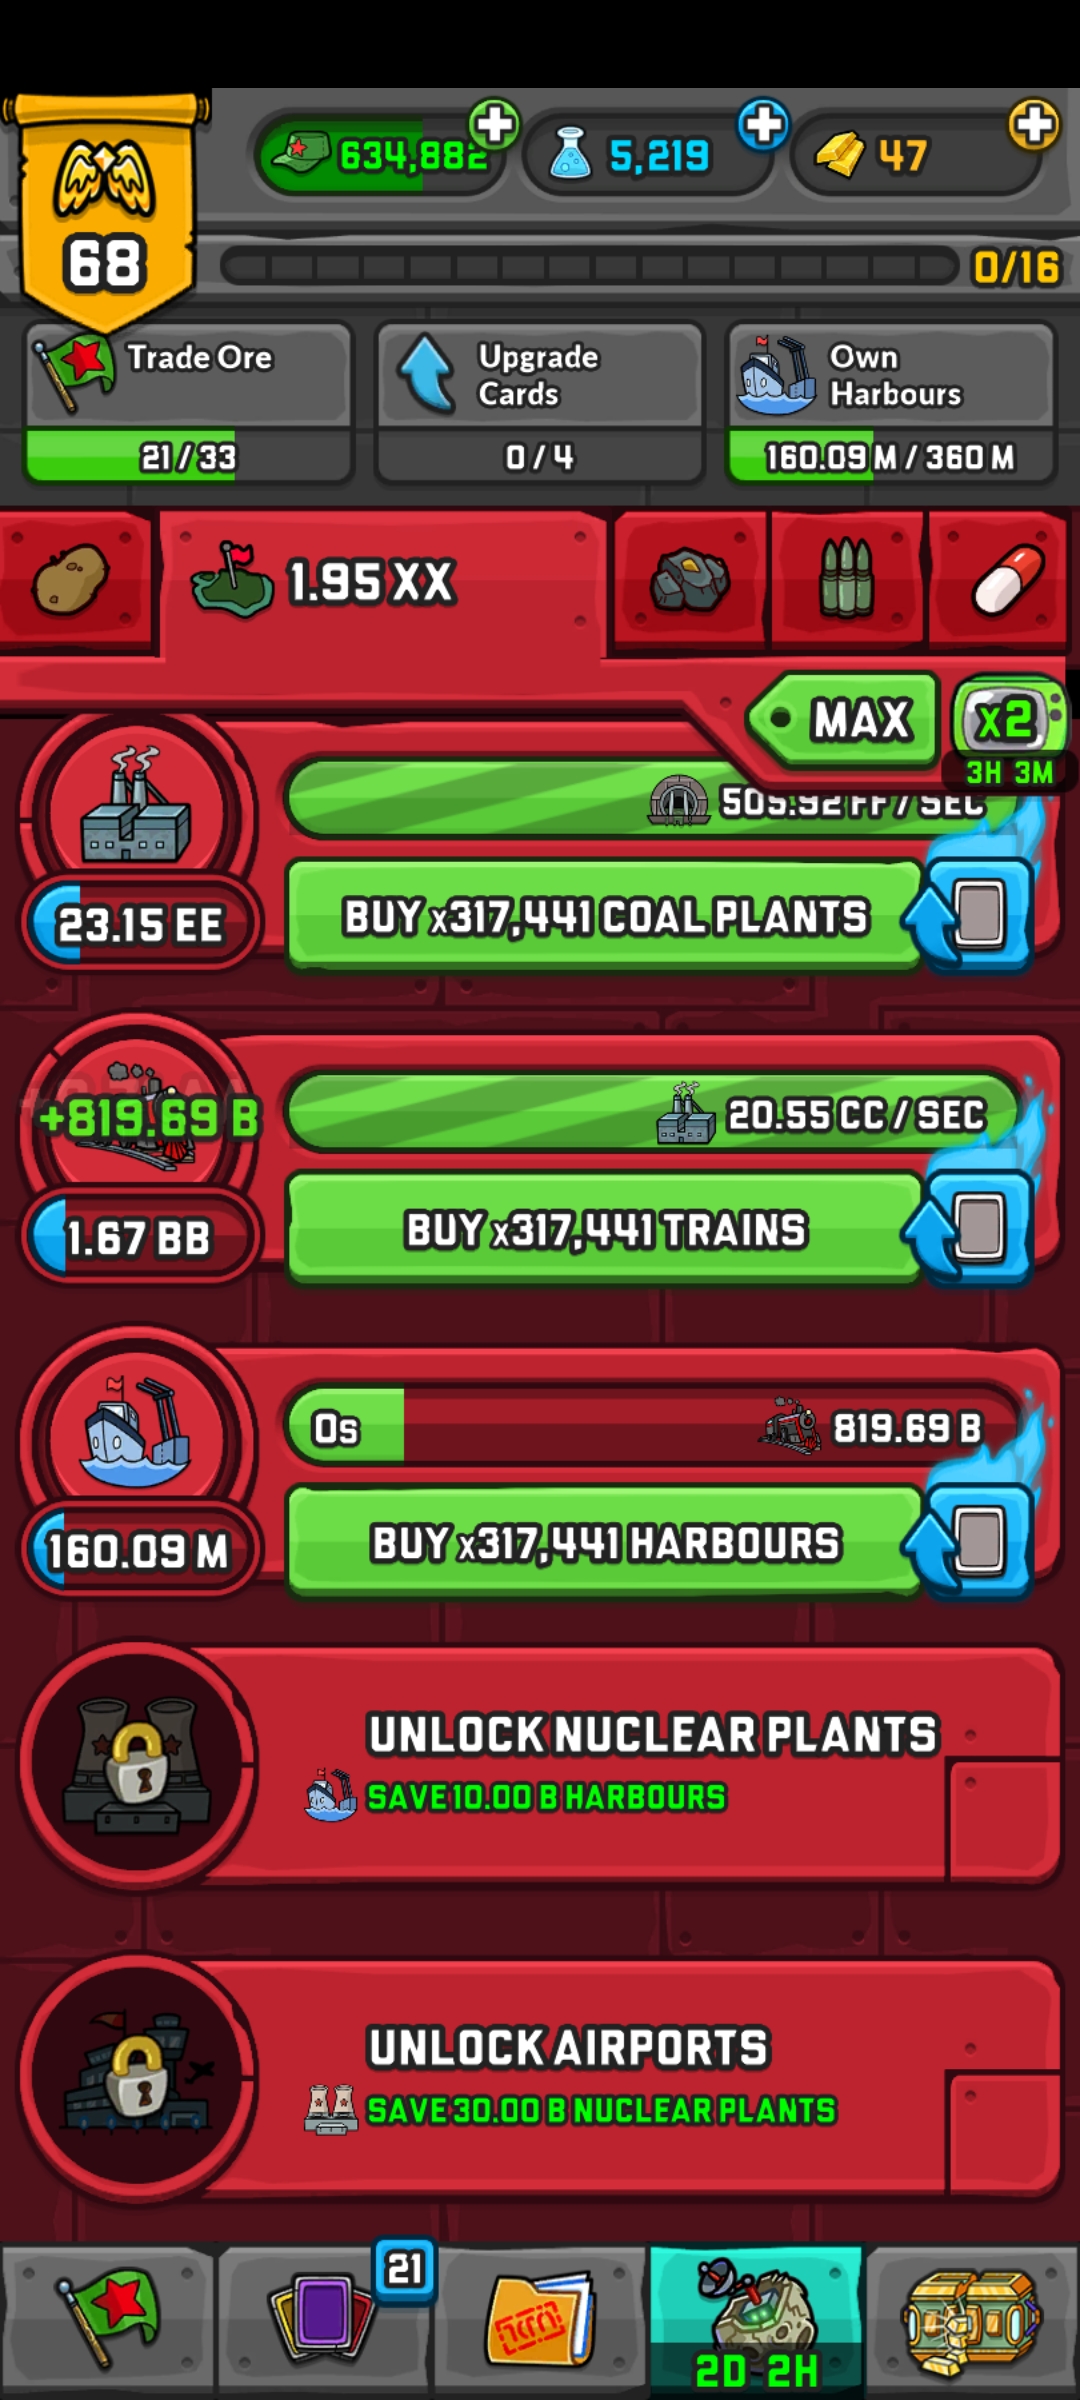 634,882
5,219
47
68
0/16
Trade Ore
21/33
Upgrade
Cards
0/4
Own
Harbours
160.09 M / 360 M
1.95 XX
MAX
x2
3H 3M
505.92 FF / SEC
23.15 EE
BUY x317,441 COAL PLANTS
+819.69 B
20.55 CC / SEC
1.67 BB
BUY x317,441 TRAINS
0s
819.69 B
160.09 M
BUY x317,441 HARBOURS
UNLOCK NUCLEAR PLANTS
SAVE 10.00 B HARBOURS
UNLOCK AIRPORTS
SAVE 30.00 B NUCLEAR PLANTS
21
2D 2H